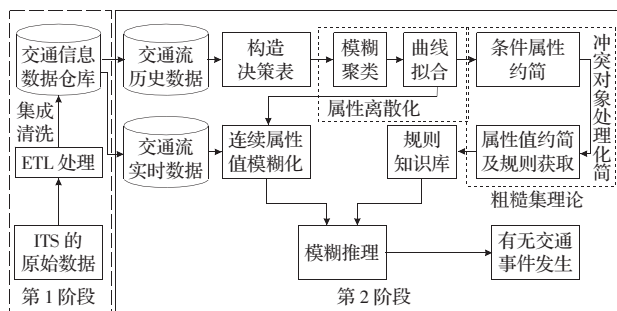 交通信息
数据仓库
集成
清洗
ETL 处理
ITS 的
原始数据
第 1 阶段
交通流
历史数据
构造
决策表
模糊
聚类
曲线
拟合
属性离散化
条件属性
约简
冲突对象处理化简
交通流
实时数据
连续属性
值模糊化
规则
知识库
属性值约简
及规则获取
粗糙集理论
模糊推理
有无交通
事件发生
第 2 阶段